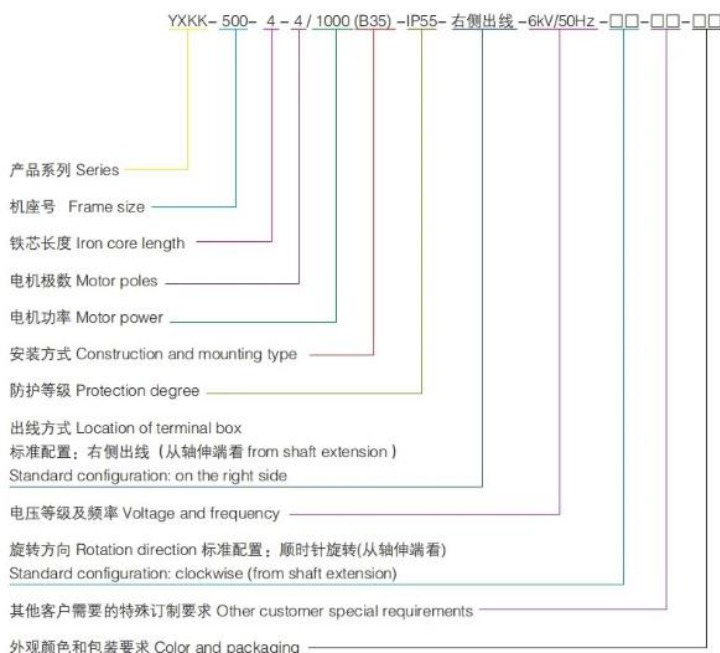 YXKK-500-4-4/1000(B35)-IP55-右侧出线-6kV/50Hz-□□-□□-□□
产品系列 Series
机座号 Frame size
铁芯长度 Iron core length
电机极数 Motor poles
电机功率 Motor power
安装方式 Construction and mounting type
防护等级 Protection degree
出线方式 Location of terminal box
标准配置：右侧出线（从轴伸端看 from shaft extension）
Standard configuration: on the right side
电压等级及频率 Voltage and frequency
旋转方向 Rotation direction 标准配置：顺时针旋转(从轴伸端看)
Standard configuration: clockwise (from shaft extension)
其他客户需要的特殊订制要求 Other customer special requirements
外观颜色和包装要求 Color and packaging